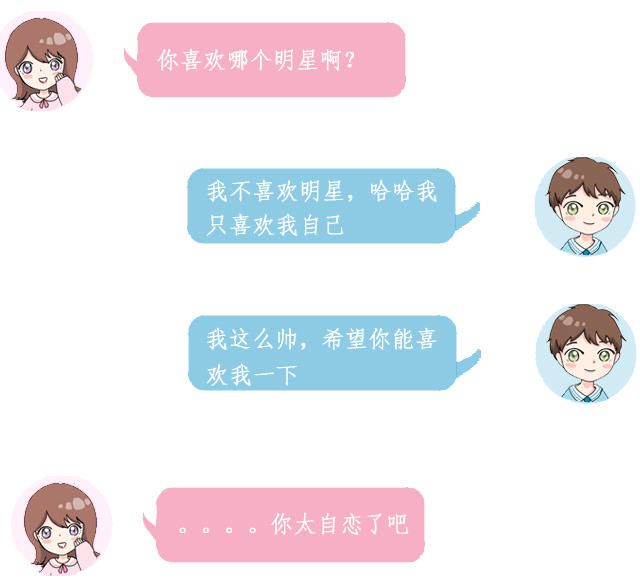 你喜欢哪个明星啊？
我不喜欢明星，哈哈我
只喜欢我自己
我这么帅，希望你能喜
欢我一下
。。。。你太自恋了吧